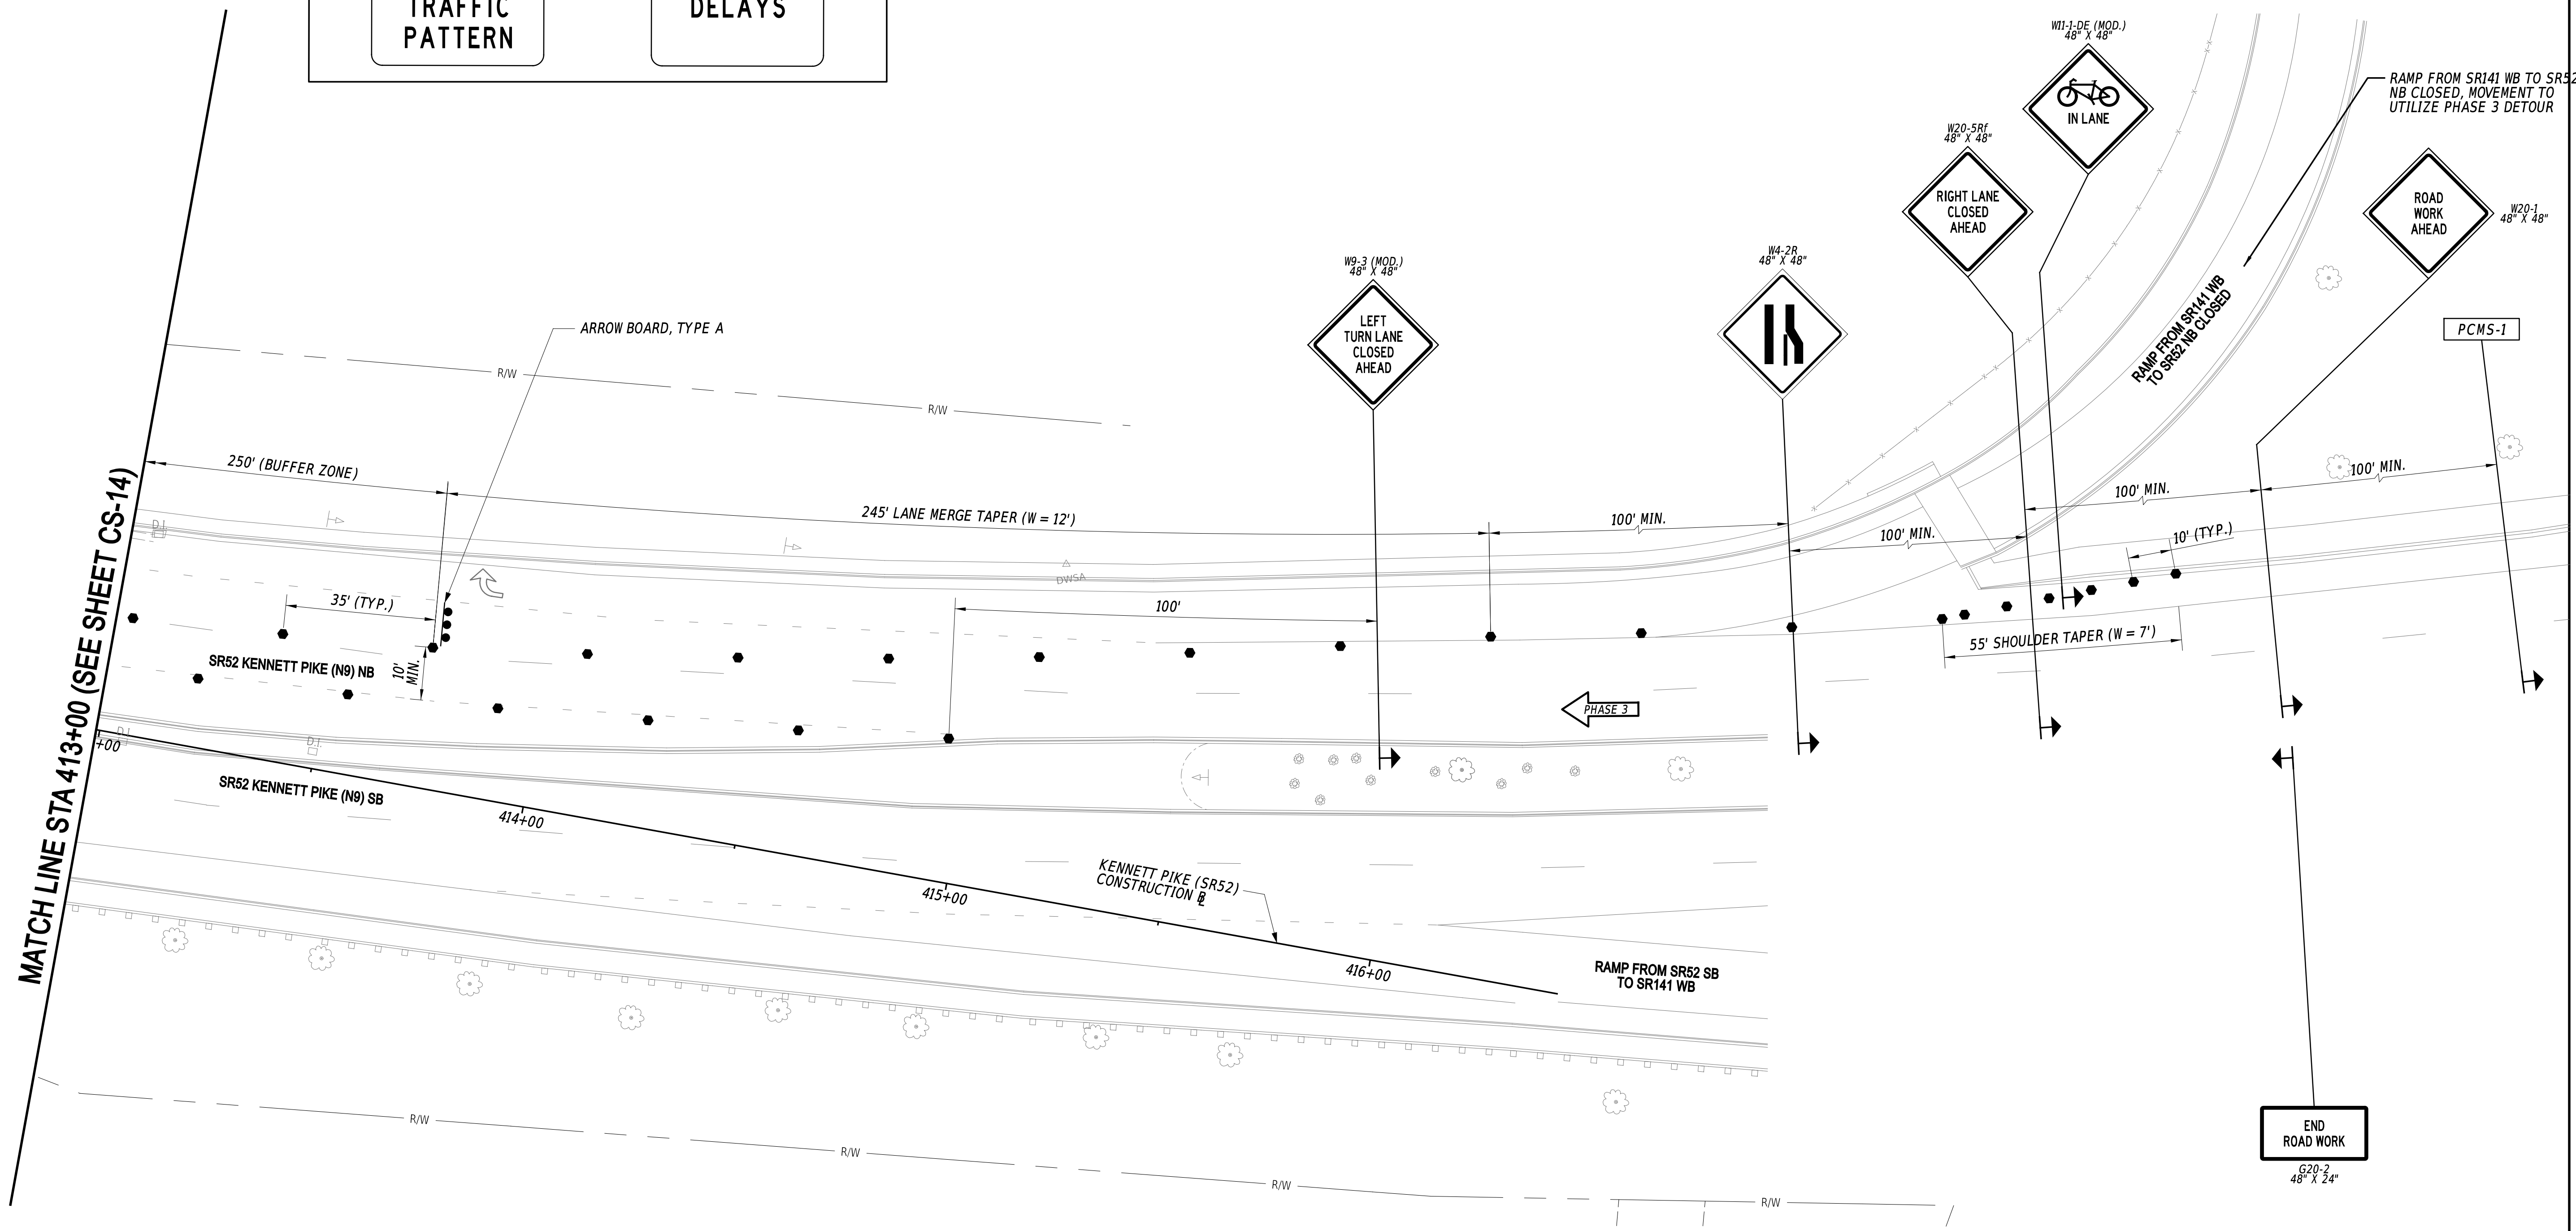 TRAFFIC
PATTERN
DELAYS
W11-1-DE (MOD.)
48" X 48"
IN LANE
RAMP FROM SR141 WB TO SR52
NB CLOSED, MOVEMENT TO
UTILIZE PHASE 3 DETOUR
W20-5Rf
48" X 48"
RIGHT LANE
CLOSED
AHEAD
ROAD
WORK
AHEAD
W20-1
48" X 48"
W9-3 (MOD.)
48" X 48"
LEFT
TURN LANE
CLOSED
AHEAD
W4-2R
48" X 48"
RAMP FROM SR141 WB
TO SR52 NB CLOSED
PCMS-1
ARROW BOARD, TYPE A
R/W
R/W
250' (BUFFER ZONE)
245' LANE MERGE TAPER (W = 12')
100' MIN.
100' MIN.
100' MIN.
100' MIN.
10' (TYP.)
D.I.
DWSA
35' (TYP.)
100'
55' SHOULDER TAPER (W = 7')
10'
MIN.
SR52 KENNETT PIKE (N9) NB
PHASE 3
MATCH LINE STA 413+00 (SEE SHEET CS-14)
+00
D.I.
D.I.
SR52 KENNETT PIKE (N9) SB
414+00
415+00
416+00
KENNETT PIKE (SR52)
CONSTRUCTION BL
RAMP FROM SR52 SB
TO SR141 WB
R/W
R/W
R/W
R/W
END
ROAD WORK
G20-2
48" X 24"